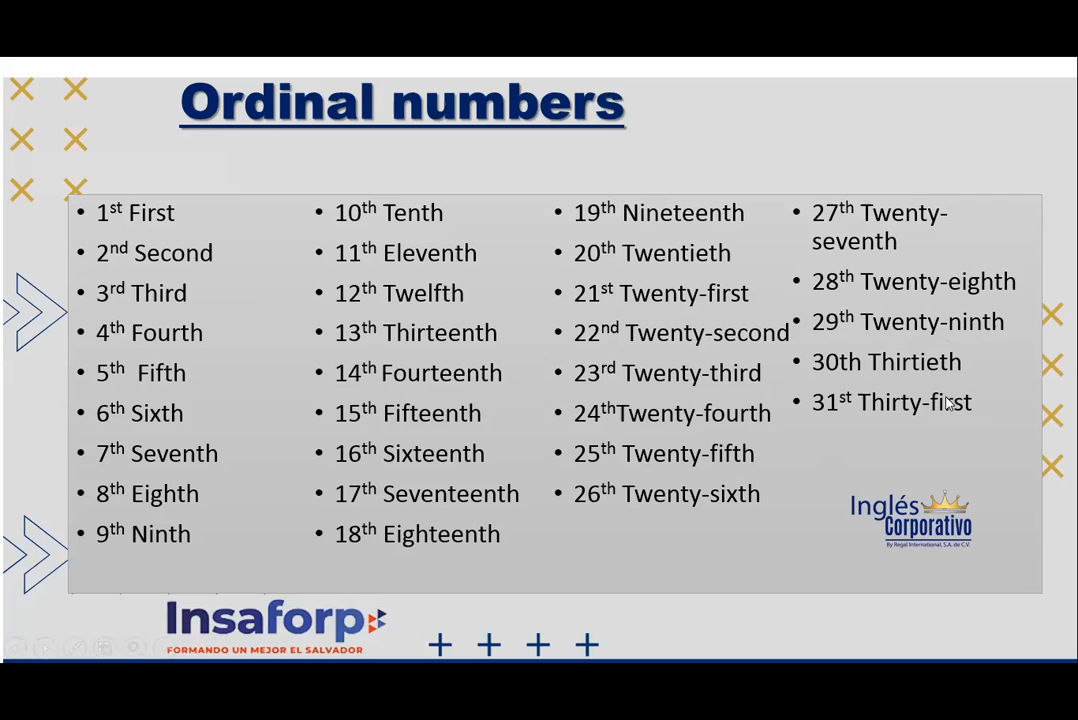 Ordinal numbers
• 1st First
• 2nd Second
• 3rd Third
• 4th Fourth
• 5th Fifth
• 6th Sixth
• 7th Seventh
• 8th Eighth
• 9th Ninth
• 10th Tenth
• 11th Eleventh
• 12th Twelfth
• 13th Thirteenth
• 14th Fourteenth
• 15th Fifteenth
• 16th Sixteenth
• 17th Seventeenth
• 18th Eighteenth
• 19th Nineteenth
• 20th Twentieth
• 21st Twenty-first
• 22nd Twenty-second
• 23rd Twenty-third
• 24thTwenty-fourth
• 25th Twenty-fifth
• 26th Twenty-sixth
• 27th Twenty-
seventh
• 28th Twenty-eighth
• 29th Twenty-ninth
• 30th Thirtieth
• 31st Thirty-first
Inglés
Corporativo
By Regal International, S.A. de C.V.
Insaforp
FORMANDO UN MEJOR EL SALVADOR